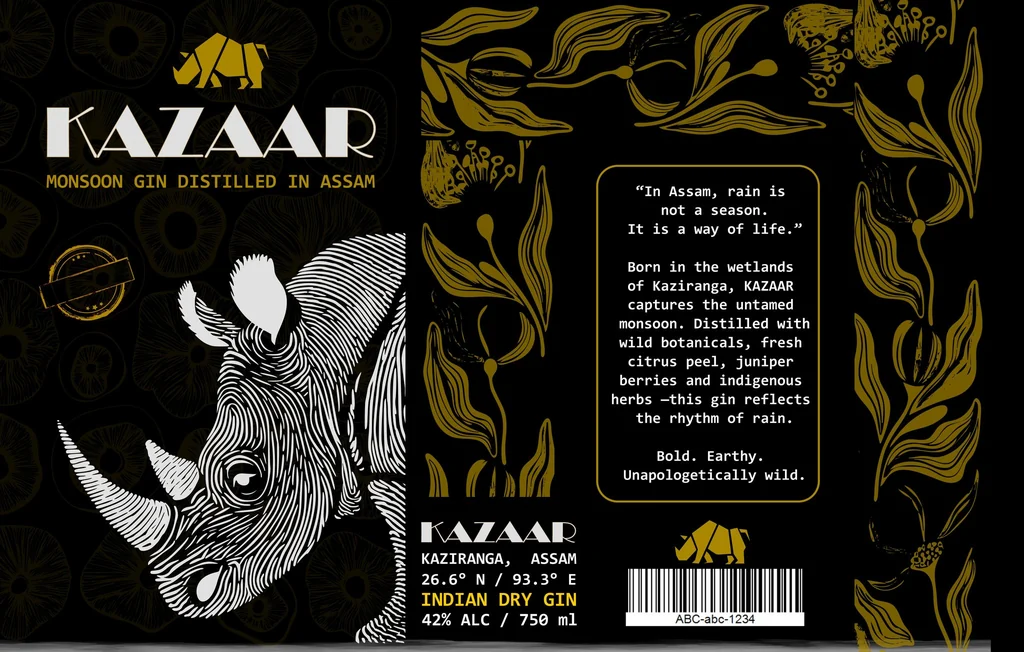 KAZAAR
MONSOON GIN DISTILLED IN ASSAM
“In Assam, rain is
not a season.
It is a way of life.”
Born in the wetlands
of Kaziranga, KAZAAR
captures the untamed
monsoon. Distilled with
wild botanicals, fresh
citrus peel, juniper
berries and indigenous
herbs —this gin reflects
the rhythm of rain.
Bold. Earthy.
Unapologetically wild.
KAZAAR
KAZIRANGA, ASSAM
26.6° N / 93.3° E
INDIAN DRY GIN
42% ALC / 750 ml
ABC-abc-1234